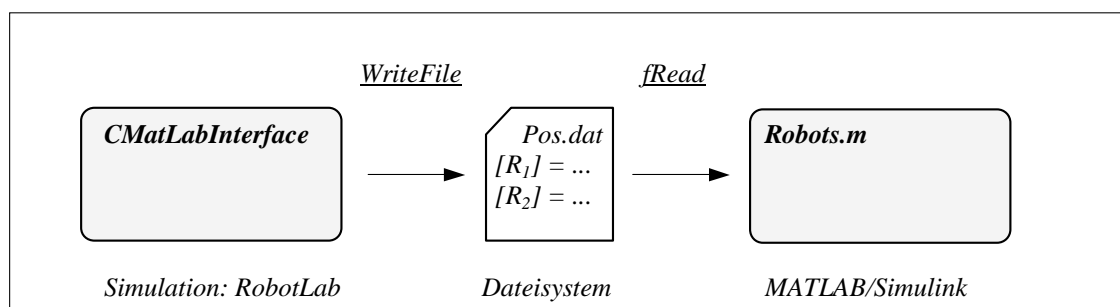 WriteFile fRead
CMatLabInterface Pos.dat Robots.m
[R1] = ...
[R2] = ...
Simulation: RobotLab Dateisystem MATLAB/Simulink